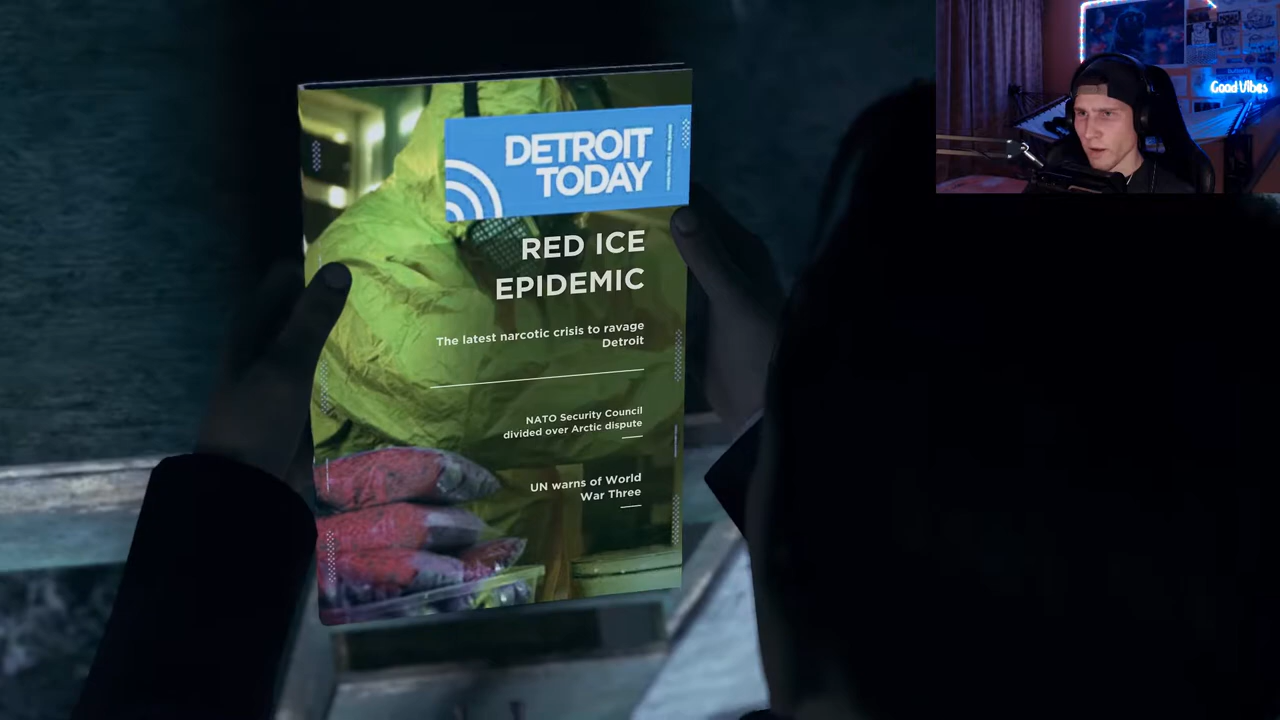 DETROIT
TODAY
RED ICE
EPIDEMIC
The latest narcotic crisis to ravage
Detroit
NATO Security Council
divided over Arctic dispute
UN warns of World
War Three
Good Vibes